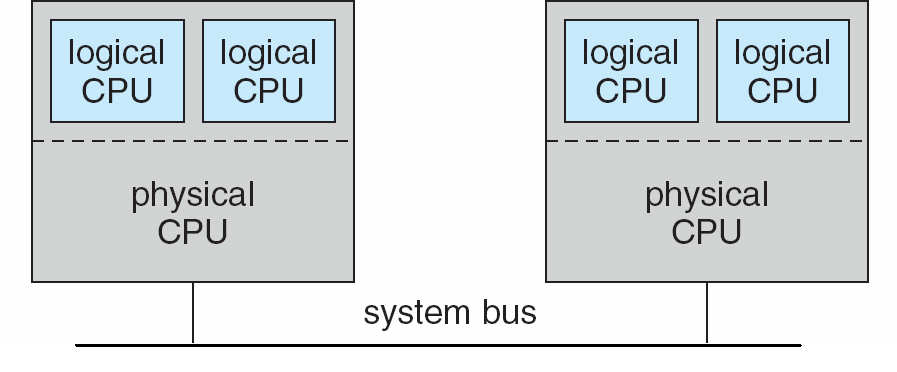 logical
CPU
logical
CPU
physical
CPU
logical
CPU
logical
CPU
physical
CPU
system bus